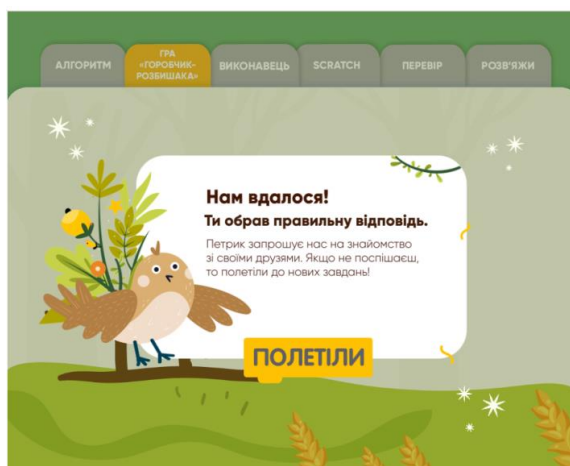 АЛГОРИТМ
ГРА
«ГОРОБЧИК-
РОЗБИШАКА»
ВИКОНАВЕЦЬ
SCRATCH
ПЕРЕВІР
РОЗВ'ЯЖИ
Нам вдалося!
Ти обрав правильну відповідь.
Петрик запрошує нас на знайомство
зі своїми друзями. Якщо не поспішаєш,
то полетіли до нових завдань!
ПОЛЕТІЛИ